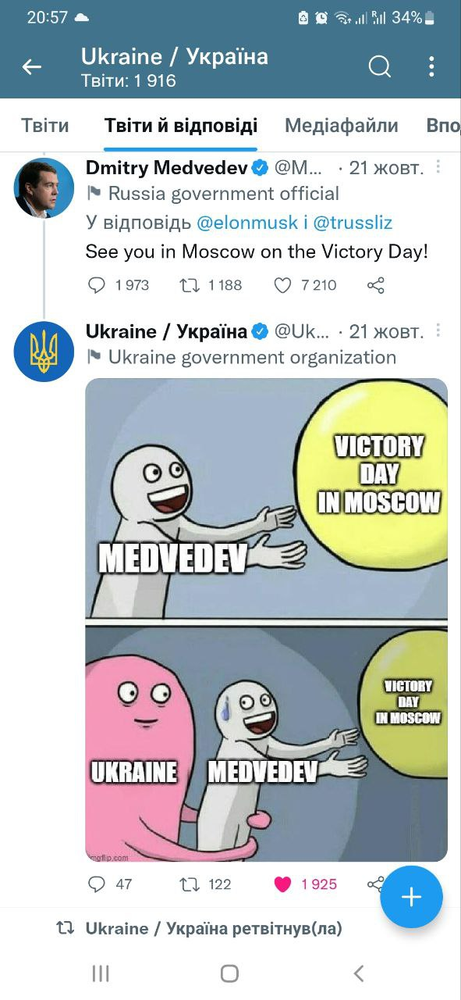 20:57 34%
Ukraine / Україна
Твіти: 1 916
Твіти Твіти й відповіді Медіафайли Впо
Dmitry Medvedev @M... · 21 жовт.
Russia government official
У відповідь @elonmusk і @trussliz
See you in Moscow on the Victory Day!
1 973 1 188 7 210
Ukraine / Україна @Uk... · 21 жовт.
Ukraine government organization
VICTORY
DAY
IN MOSCOW
MEDVEDEV
VICTORY
DAY
IN MOSCOW
UKRAINE MEDVEDEV
imgflip.com
47 122 1 925
Ukraine / Україна ретвітнув(ла)